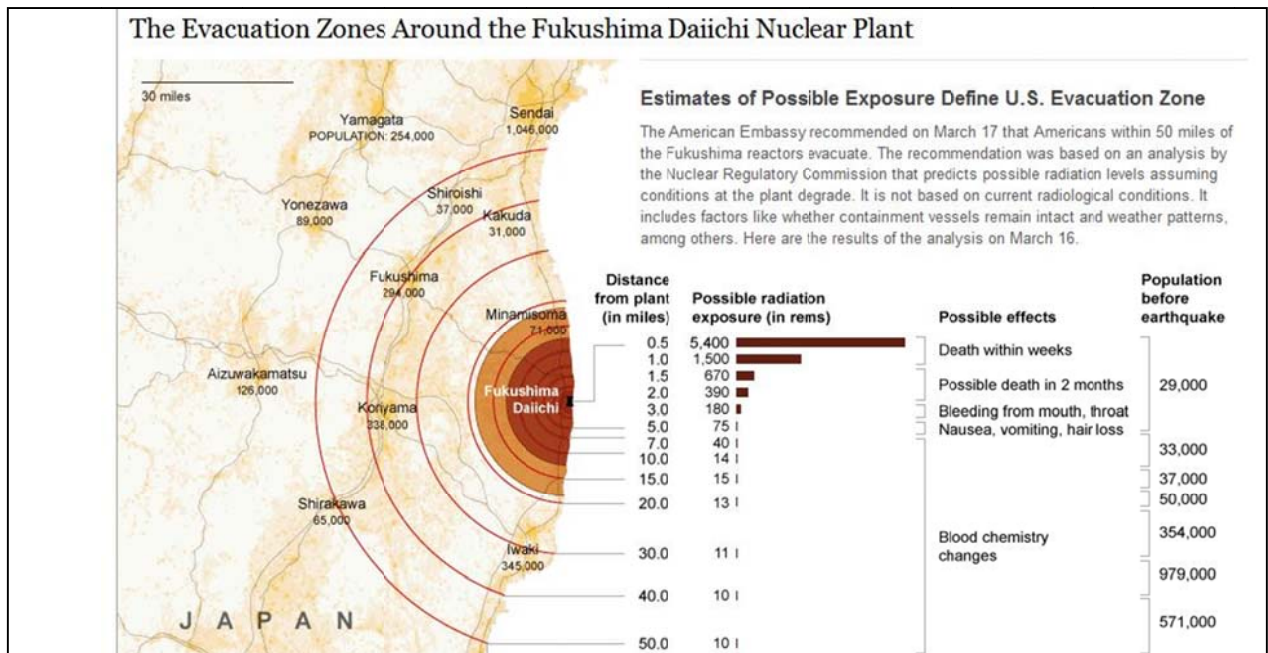 The Evacuation Zones Around the Fukushima Daiichi Nuclear Plant
30 miles
Yamagata
POPULATION: 254,000
Sendai
1,046,000
Shiroishi
37,000
Yonezawa
89,000
Kakuda
31,000
Fukushima
294,000
Minamisoma
71,000
Aizuwakamatsu
126,000
Fukushima
Daiichi
Koriyama
338,000
Shirakawa
65,000
Iwaki
345,000
JAPAN
Estimates of Possible Exposure Define U.S. Evacuation Zone
The American Embassy recommended on March 17 that Americans within 50 miles of
the Fukushima reactors evacuate. The recommendation was based on an analysis by
the Nuclear Regulatory Commission that predicts possible radiation levels assuming
conditions at the plant degrade. It is not based on current radiological conditions. It
includes factors like whether containment vessels remain intact and weather patterns,
among others. Here are the results of the analysis on March 16.
Distance
from plant
(in miles)
Possible radiation
exposure (in rems)
Possible effects
Population
before
earthquake
0.5 5,400
1.0 1,500
Death within weeks
1.5 670
2.0 390
Possible death in 2 months
29,000
3.0 180
Bleeding from mouth, throat
5.0 75
Nausea, vomiting, hair loss
7.0 40
10.0 14
33,000
15.0 15
37,000
20.0 13
50,000
30.0 11
Blood chemistry
changes
354,000
40.0 10
979,000
50.0 10
571,000